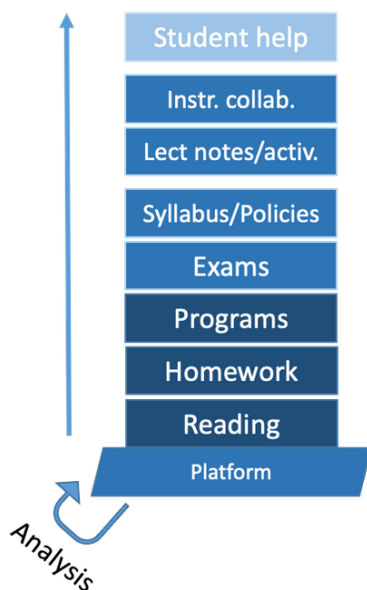 Student help
Instr. collab.
Lect notes/activ.
Syllabus/Policies
Exams
Programs
Homework
Reading
Platform
Analysis